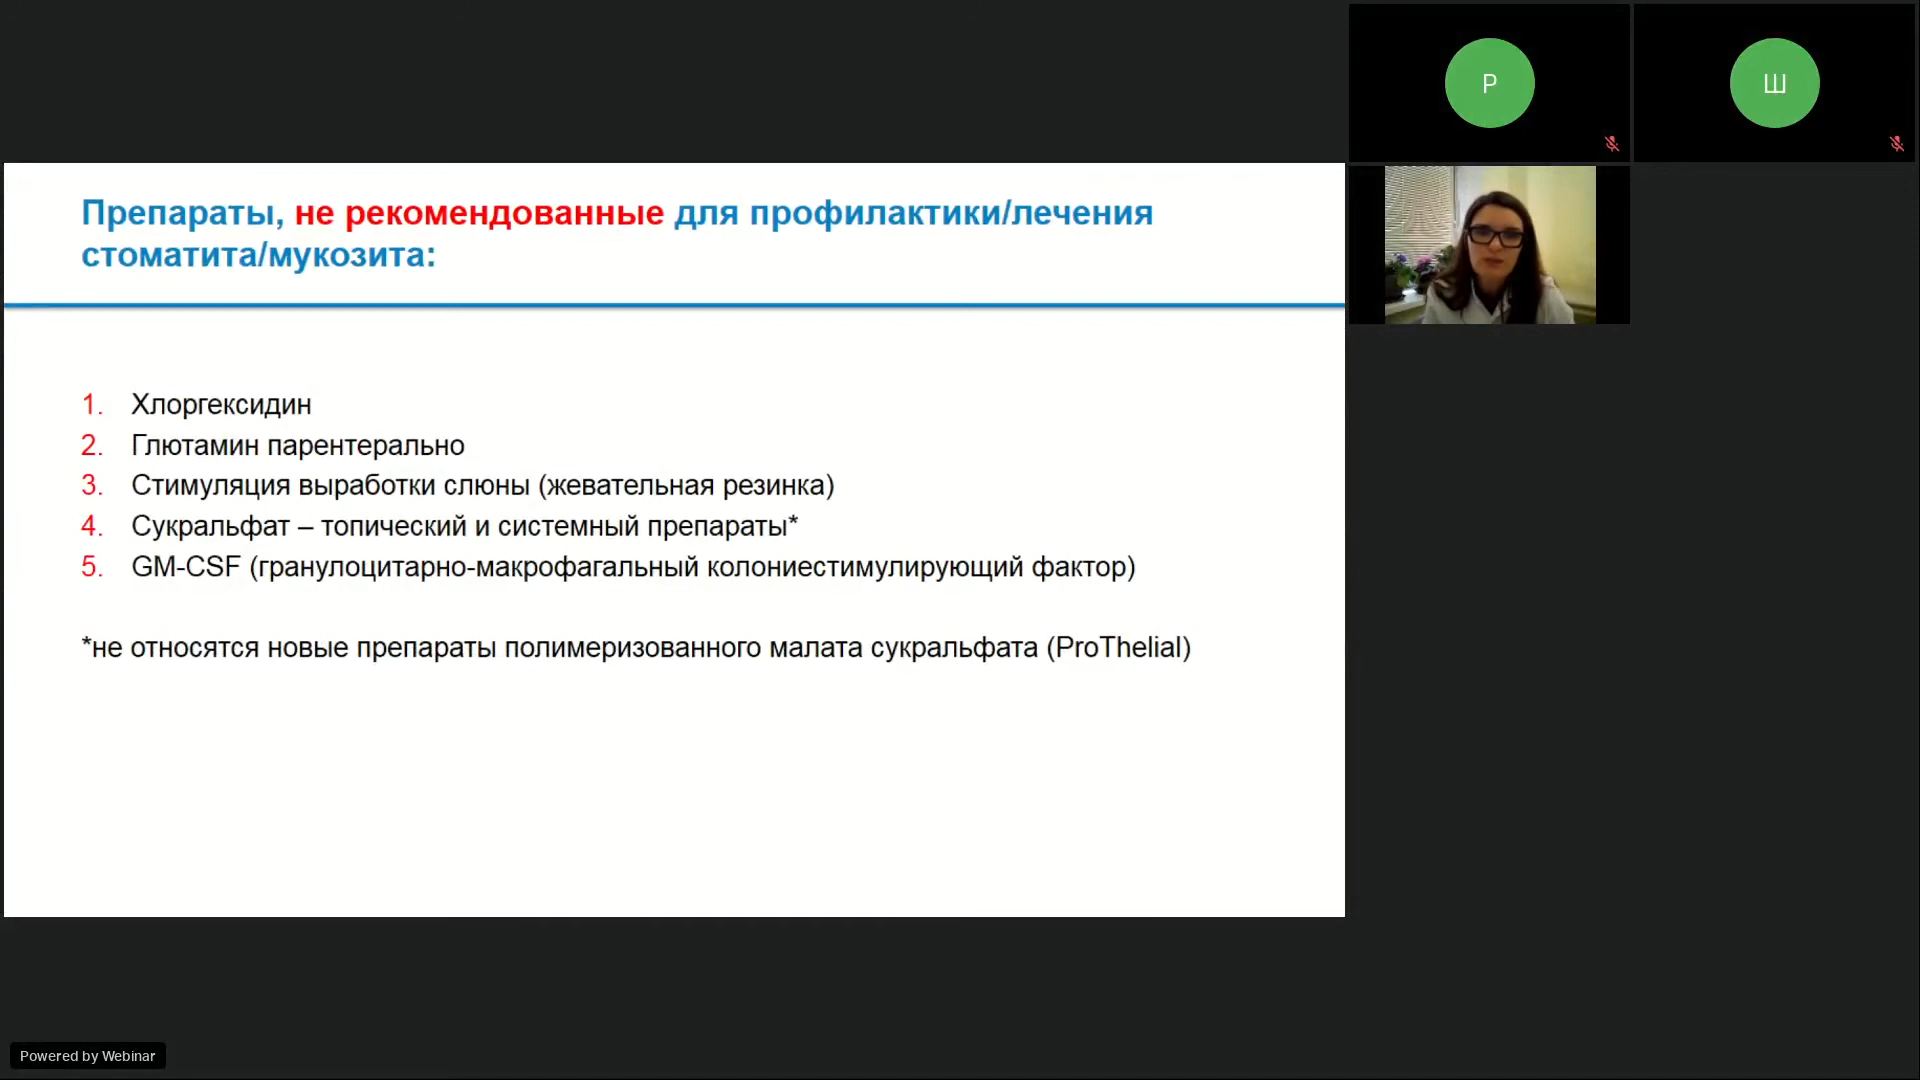 Р
Ш
Препараты, не рекомендованные для профилактики/лечения
стоматита/мукозита:
1. Хлоргексидин
2. Глютамин парентерально
3. Стимуляция выработки слюны (жевательная резинка)
4. Сукральфат – топический и системный препараты*
5. GM-CSF (гранулоцитарно-макрофагальный колониестимулирующий фактор)
*не относятся новые препараты полимеризованного малата сукральфата (ProThelial)
Powered by Webinar